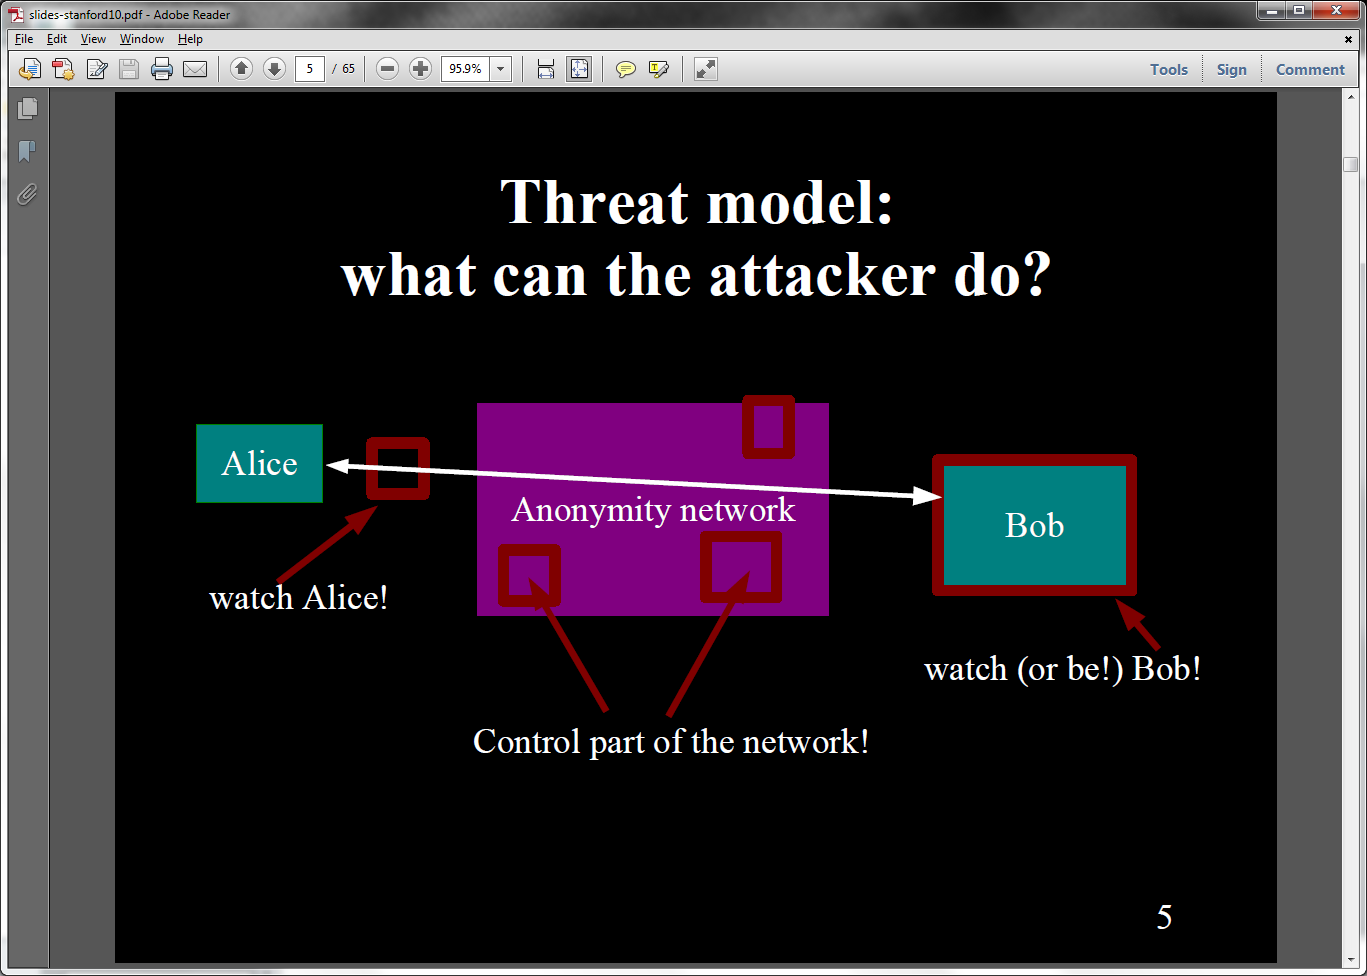 slides-stanford10.pdf - Adobe Reader
File Edit View Window Help
5 / 65 95.9% Tools Sign Comment
Threat model:
what can the attacker do?
Alice
Anonymity network
Bob
watch Alice!
watch (or be!) Bob!
Control part of the network!
5